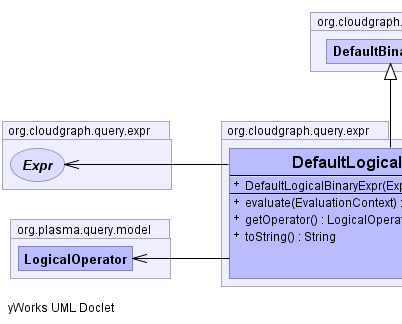 org.cloudgraph.
DefaultBina
org.cloudgraph.query.expr
Expr
org.cloudgraph.query.expr
DefaultLogical
+ DefaultLogicalBinaryExpr(Exp
+ evaluate(EvaluationContext) :
+ getOperator() : LogicalOperat
+ toString() : String
org.plasma.query.model
LogicalOperator
yWorks UML Doclet